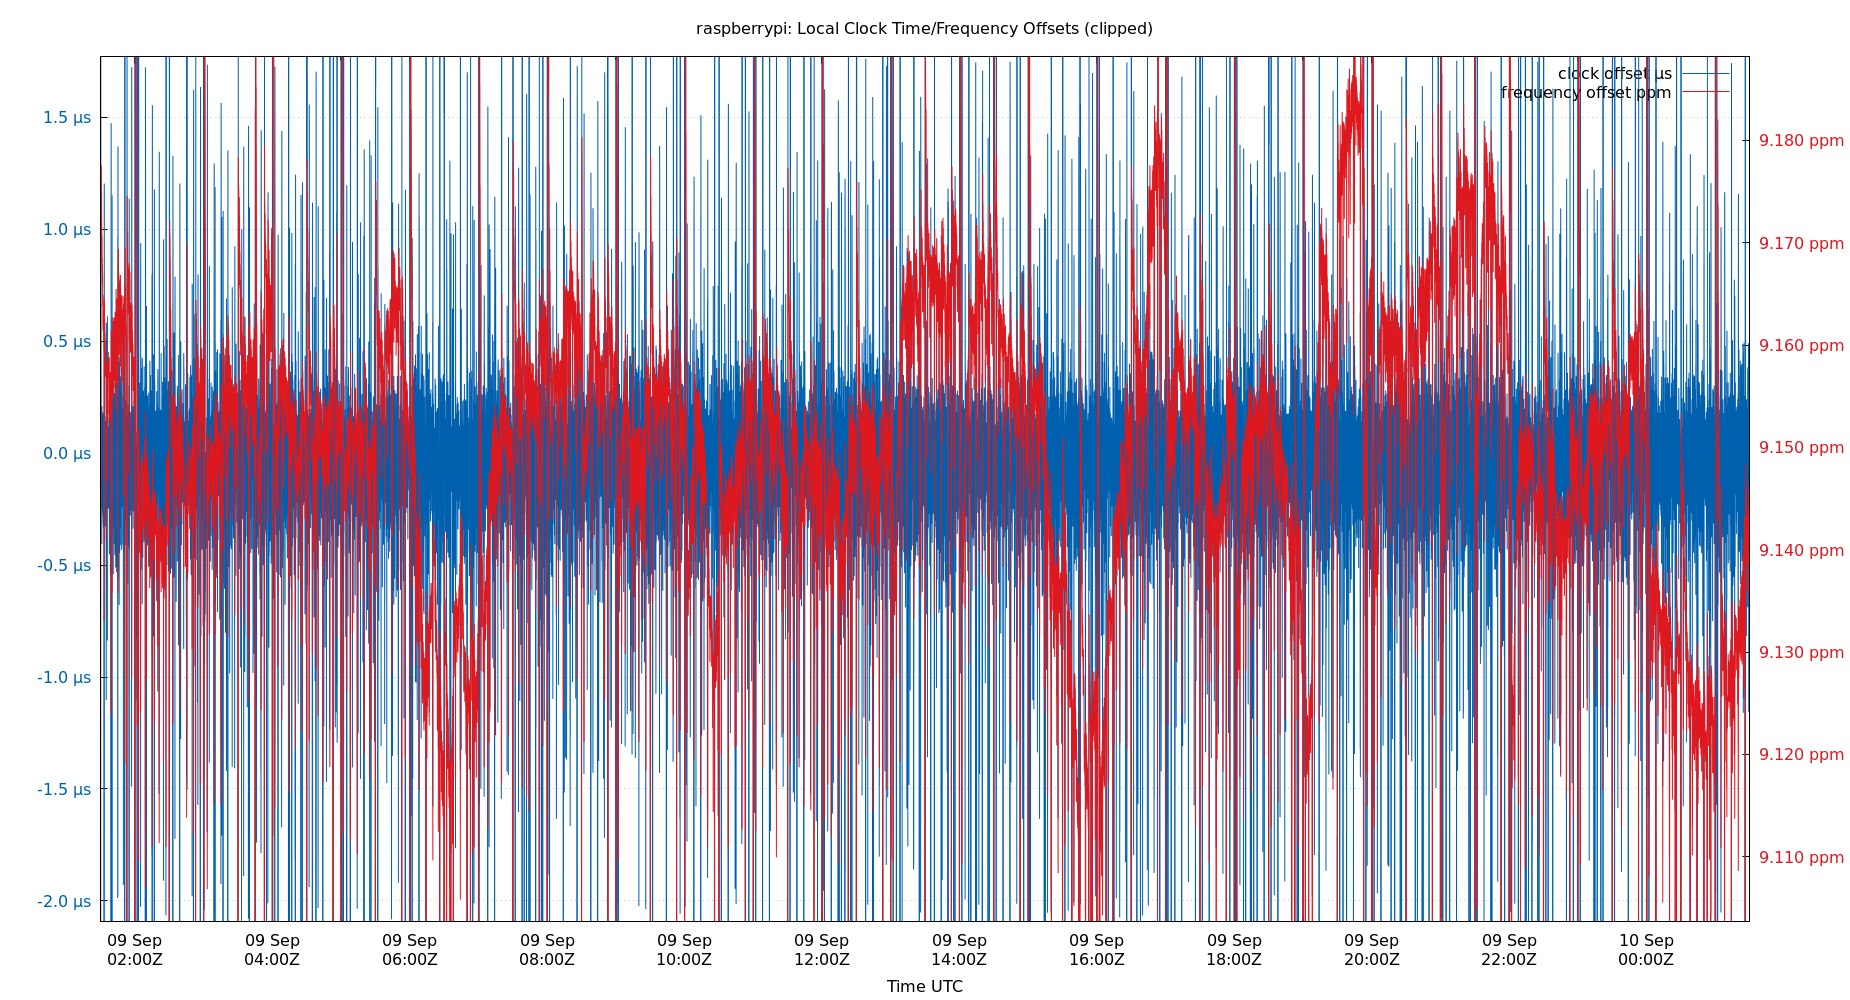 raspberrypi: Local Clock Time/Frequency Offsets (clipped)
clock offset µs
frequency offset ppm
1.5 µs
1.0 µs
0.5 µs
0.0 µs
-0.5 µs
-1.0 µs
-1.5 µs
-2.0 µs
9.180 ppm
9.170 ppm
9.160 ppm
9.150 ppm
9.140 ppm
9.130 ppm
9.120 ppm
9.110 ppm
09 Sep 09 Sep 09 Sep 09 Sep 09 Sep 09 Sep 09 Sep 09 Sep 09 Sep 09 Sep 09 Sep 10 Sep
02:00Z 04:00Z 06:00Z 08:00Z 10:00Z 12:00Z 14:00Z 16:00Z 18:00Z 20:00Z 22:00Z 00:00Z
Time UTC